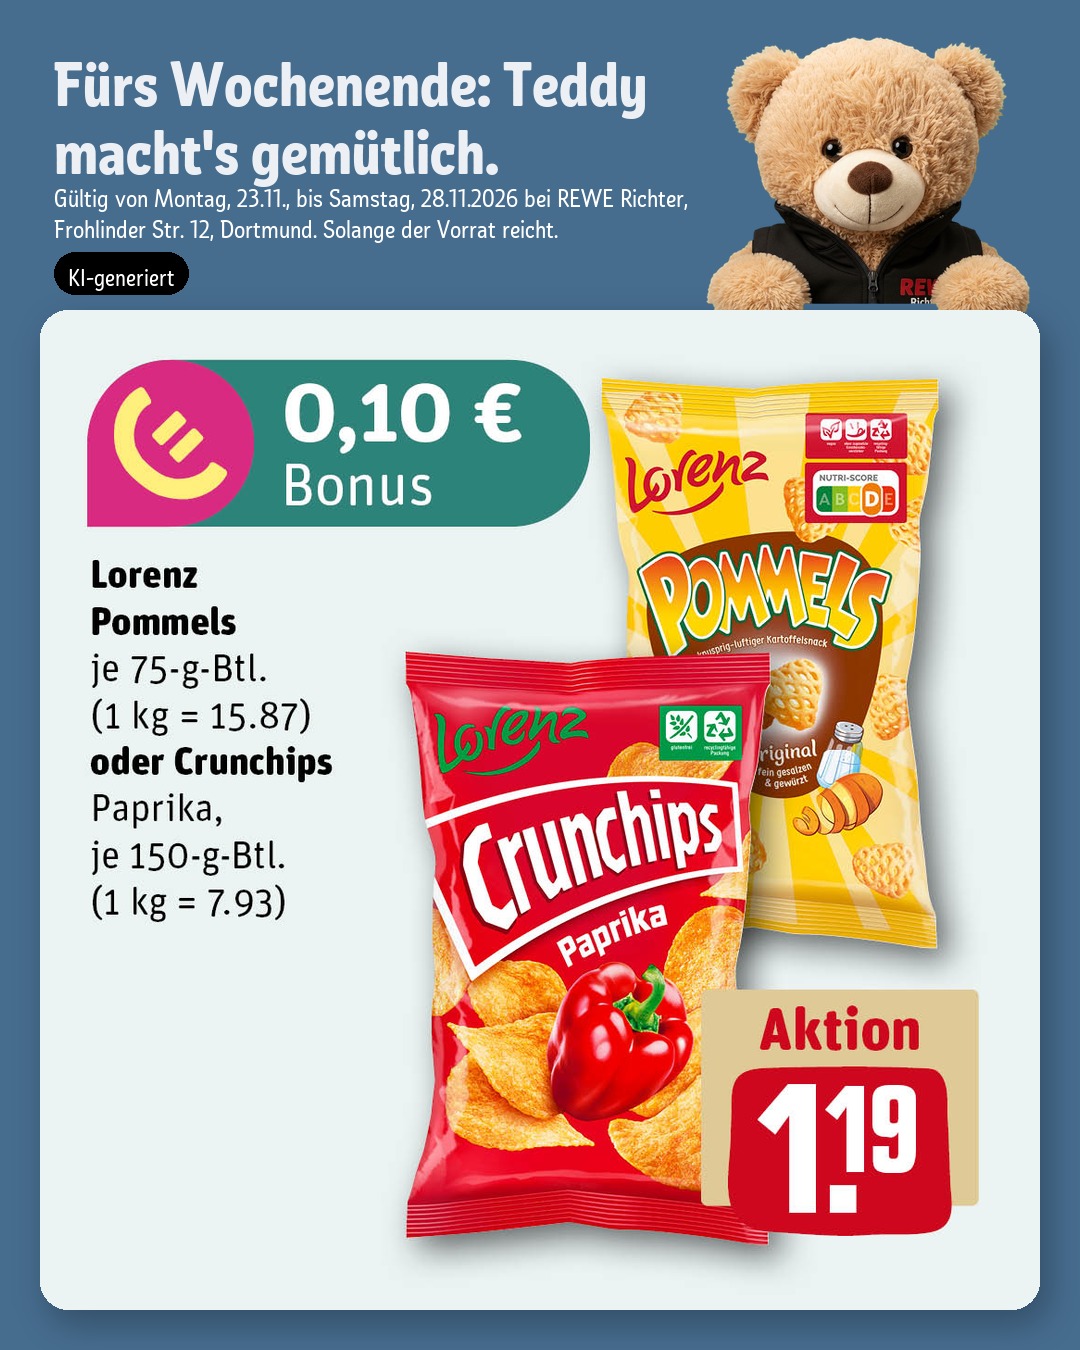 Fürs Wochenende: Teddy
macht's gemütlich.
Gültig von Montag, 23.11., bis Samstag, 28.11.2026 bei REWE Richter,
Frohlinder Str. 12, Dortmund. Solange der Vorrat reicht.
KI-generiert
0,10 €
Bonus
Lorenz
Pommels
je 75-g-Btl.
(1 kg = 15.87)
oder Crunchips
Paprika,
je 150-g-Btl.
(1 kg = 7.93)
Lorenz
NUTRI-SCORE
A B C D E
POMMELS
knusprig-luftiger Kartoffelsnack
fein gesalzen
& gewürzt
Lorenz
glutenfrei
recyclingfähige
Packung
Crunchips
Paprika
Aktion
1.19